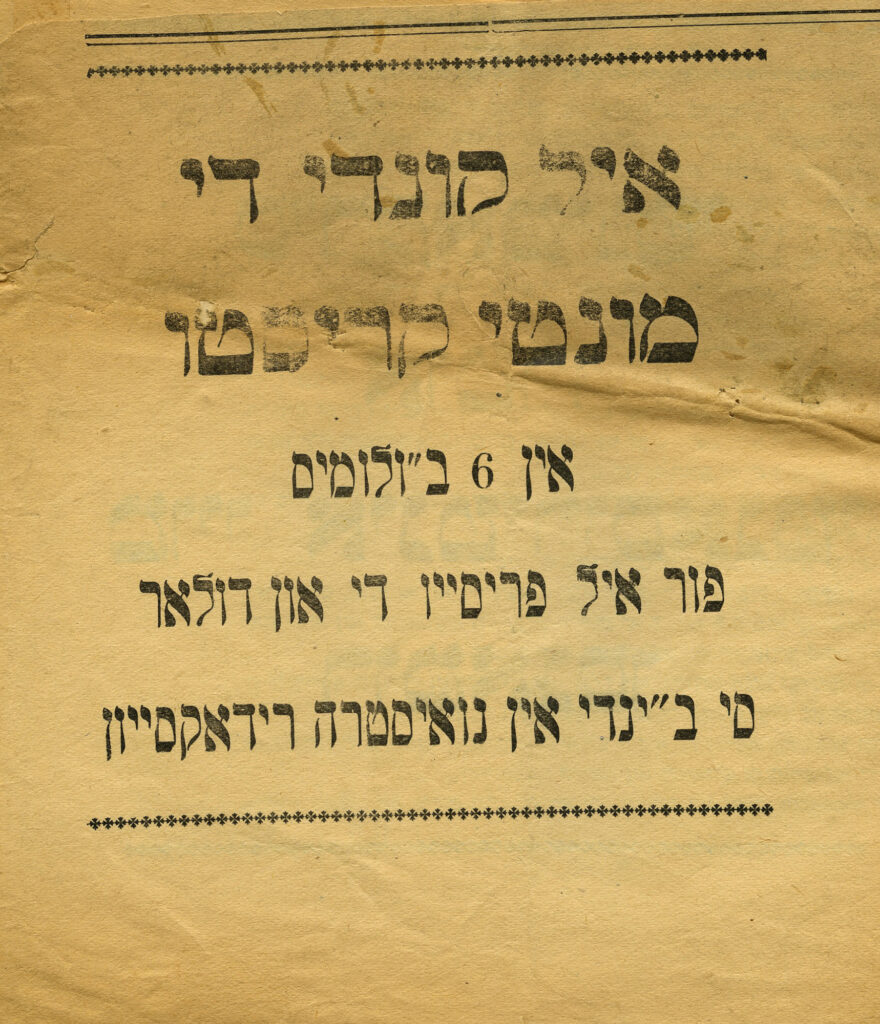 איל קונדי די
מונטי קריסטו
אין 6 ב״ולומים
פור איל פריסייו די און דולאר
סי ב״ינדי אין נואיסטרה רידאקסייון